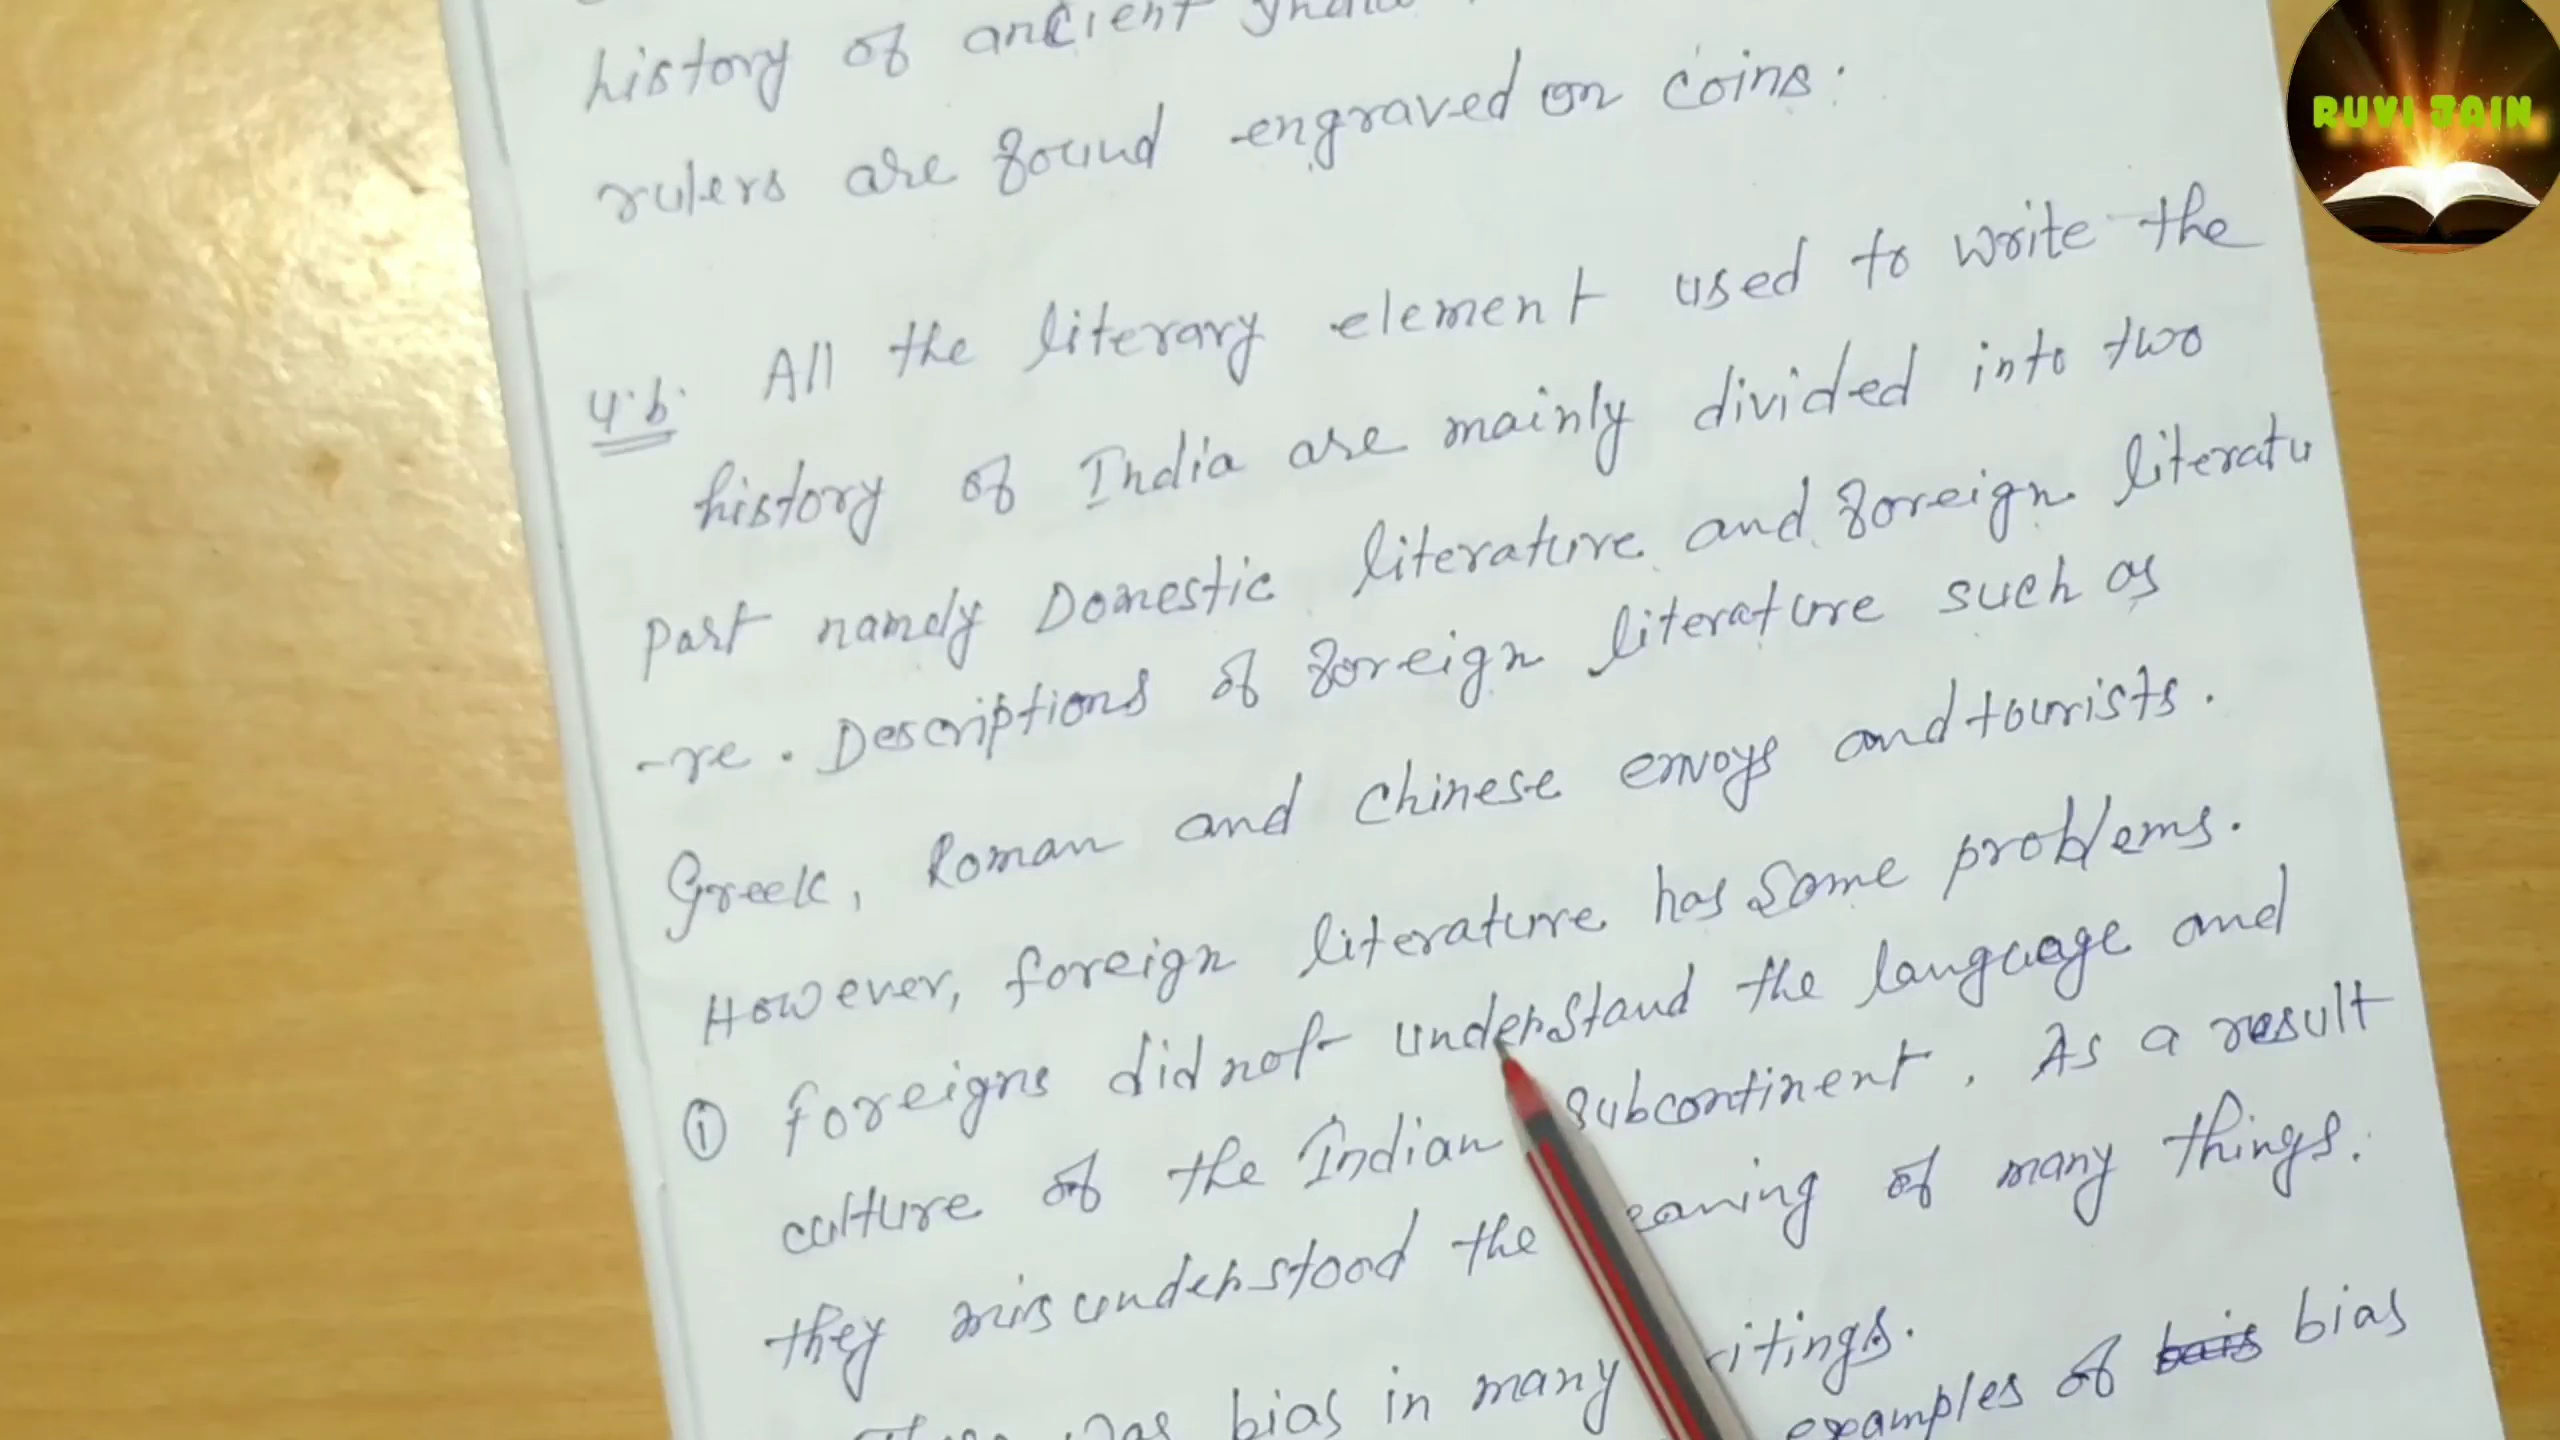 history of ancient India
rulers are found engraved on coins.
4.b. All the literary element used to write the
history of India are mainly divided into two
part namely Domestic literature and foreign literatu
-re. Descriptions of foreign literature such as
Greek, Roman and Chinese envoys and tourists.
However, foreign literature has some problems.
① foreigns did not understand the language and
culture of the Indian subcontinent. As a result
they misunderstood the eaning of many things.
bias in many ritings.
examples of bais bias
RUVI JAIN